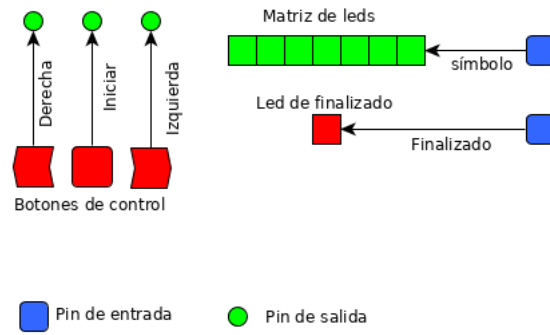 Matriz de leds
símbolo
Led de finalizado
Finalizado
Derecha
Iniciar
Izquierda
Botones de control
Pin de entrada
Pin de salida